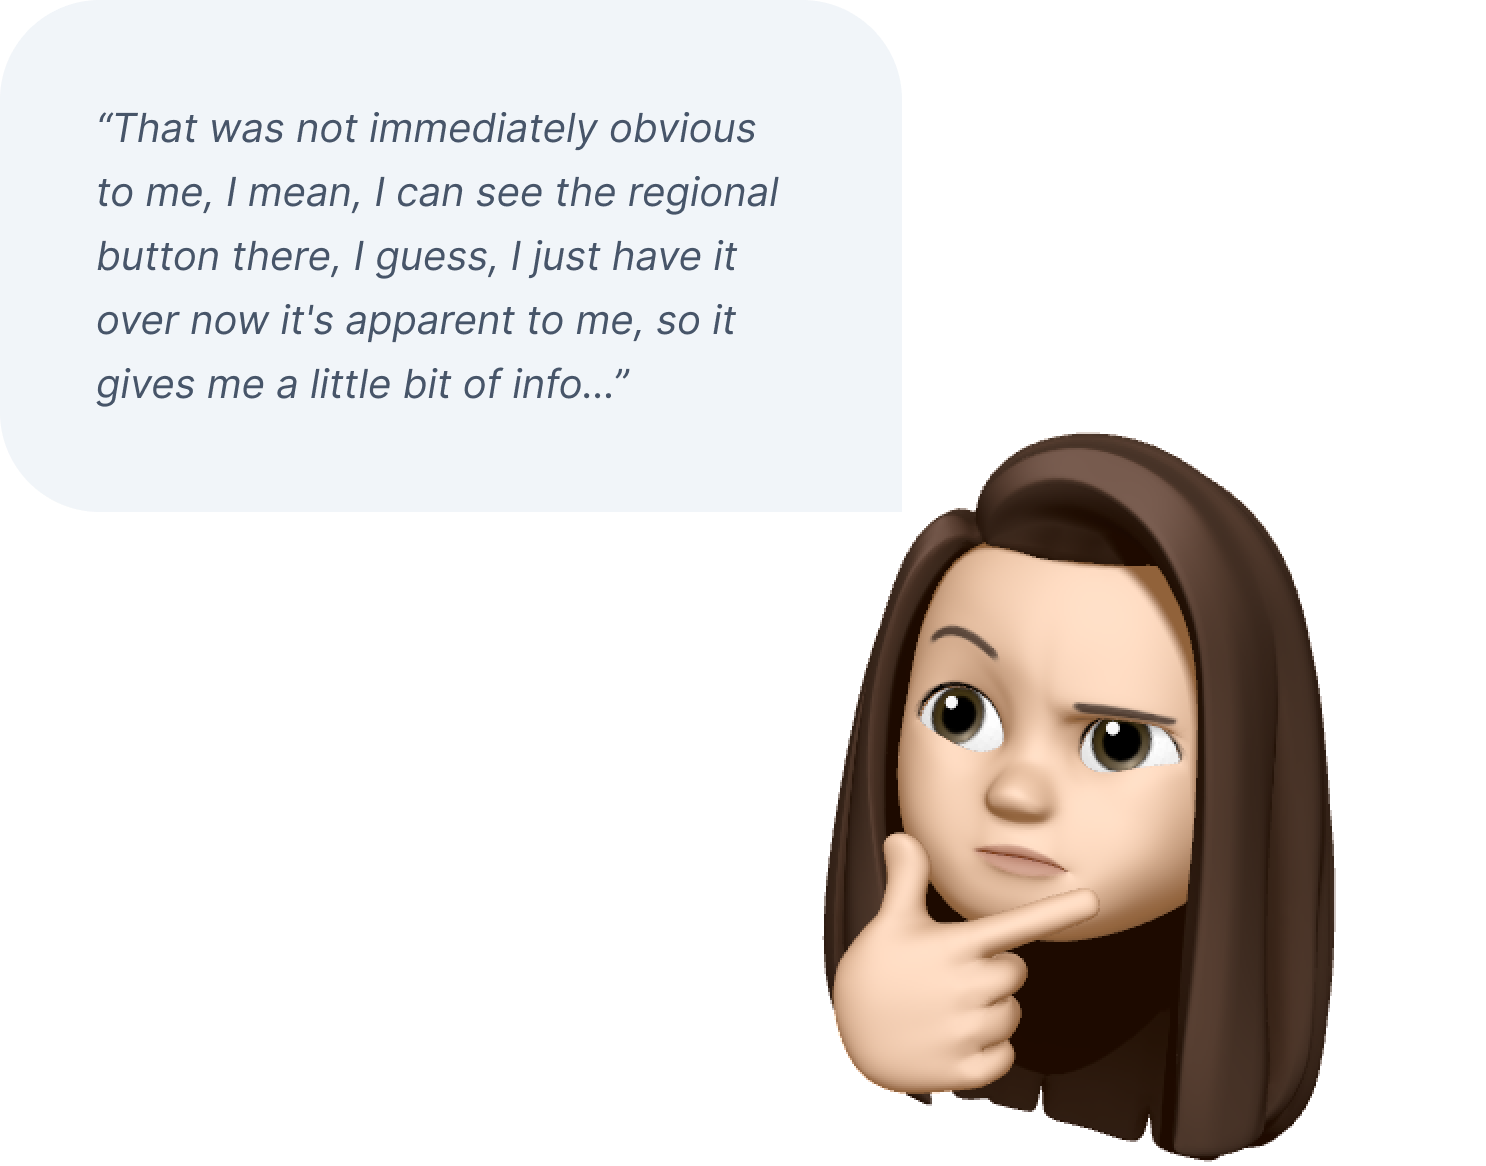 “That was not immediately obvious
to me, I mean, I can see the regional
button there, I guess, I just have it
over now it's apparent to me, so it
gives me a little bit of info...”